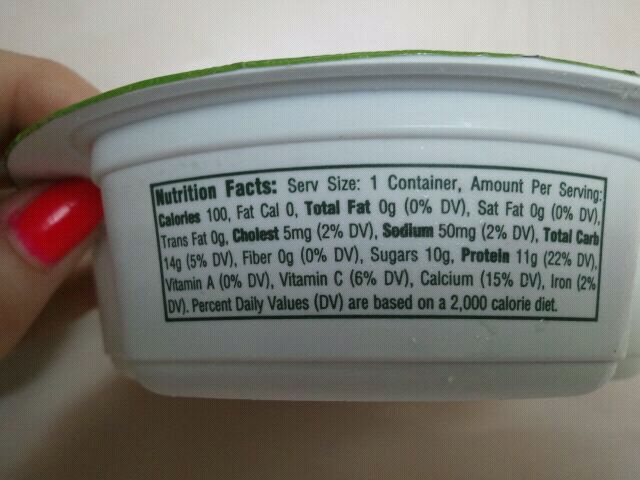 Nutrition Facts: Serv Size: 1 Container, Amount Per Serving:
Calories 100, Fat Cal 0, Total Fat 0g (0% DV), Sat Fat 0g (0% DV),
Trans Fat 0g, Cholest 5mg (2% DV), Sodium 50mg (2% DV), Total Carb
14g (5% DV), Fiber 0g (0% DV), Sugars 10g, Protein 11g (22% DV),
Vitamin A (0% DV), Vitamin C (6% DV), Calcium (15% DV), Iron (2%
DV). Percent Daily Values (DV) are based on a 2,000 calorie diet.